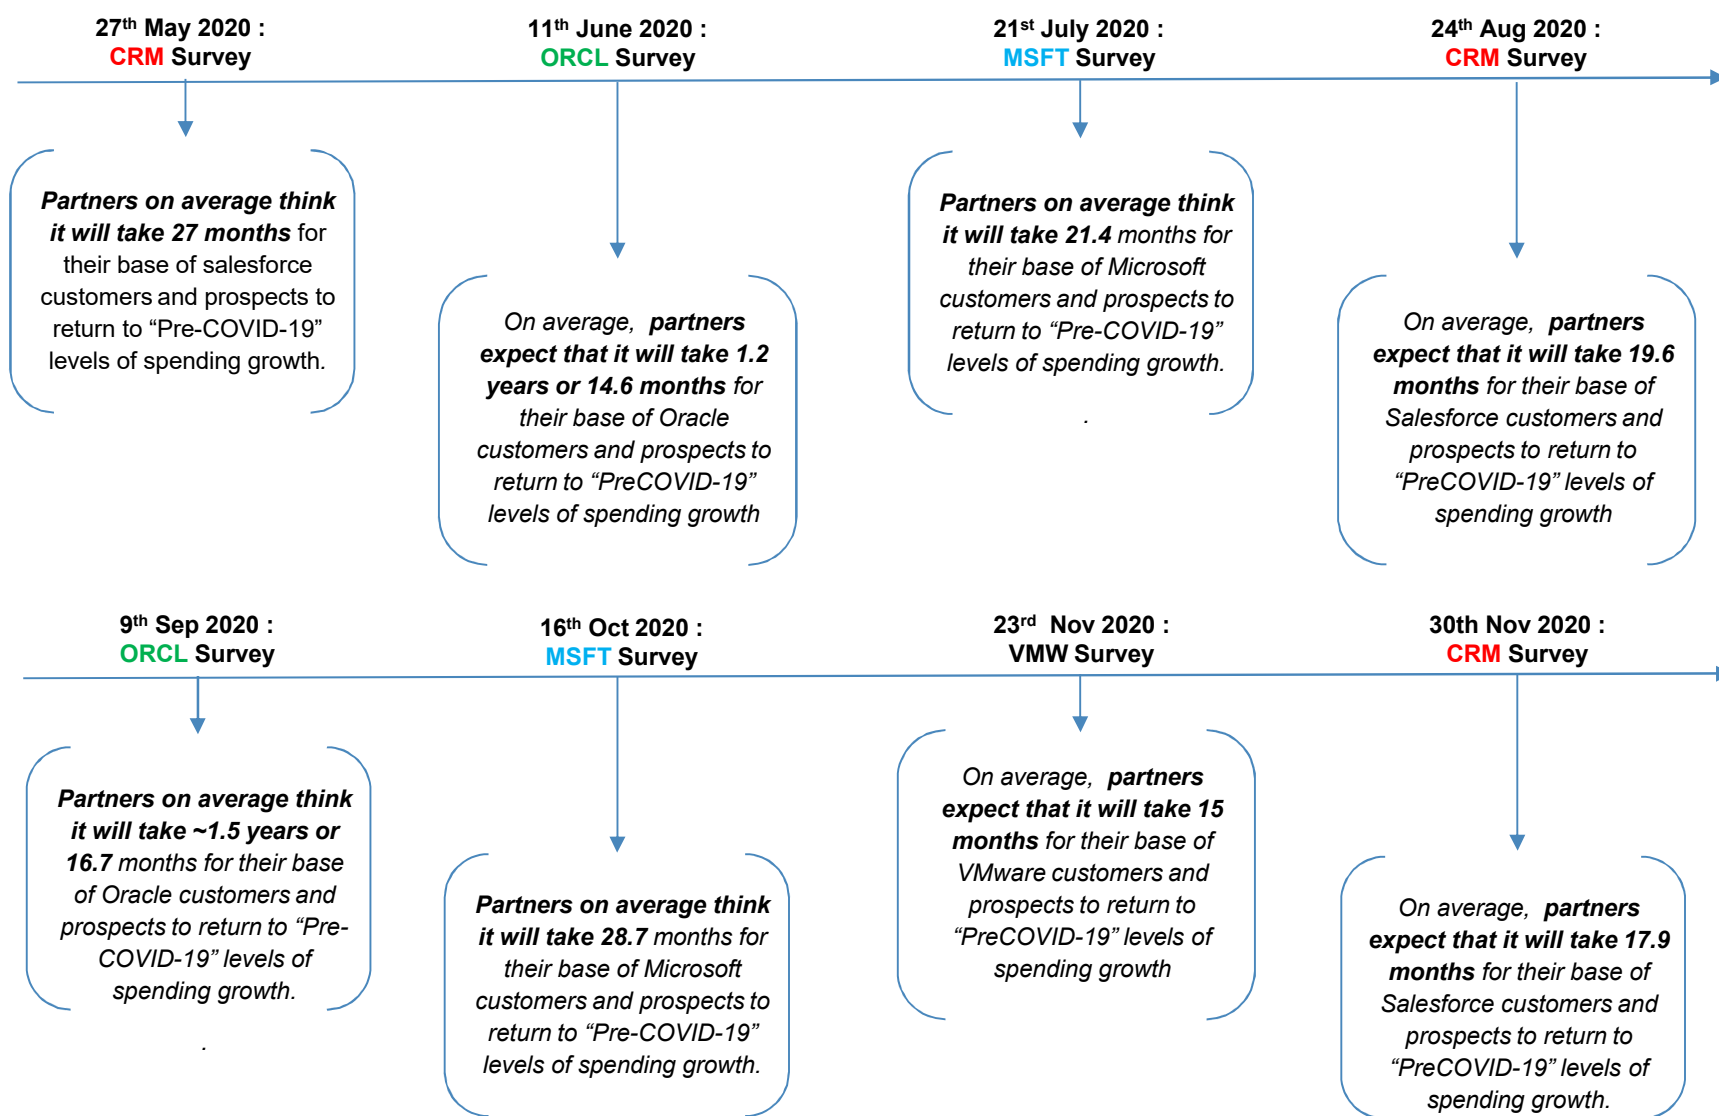 27th May 2020 :
CRM Survey
11th June 2020 :
ORCL Survey
21st July 2020 :
MSFT Survey
24th Aug 2020 :
CRM Survey
Partners on average think
it will take 27 months for
their base of salesforce
customers and prospects to
return to “Pre-COVID-19”
levels of spending growth.
On average, partners
expect that it will take 1.2
years or 14.6 months for
their base of Oracle
customers and prospects to
return to “PreCOVID-19”
levels of spending growth
Partners on average think
it will take 21.4 months for
their base of Microsoft
customers and prospects to
return to “Pre-COVID-19”
levels of spending growth.
.
On average, partners
expect that it will take 19.6
months for their base of
Salesforce customers and
prospects to return to
“PreCOVID-19” levels of
spending growth
9th Sep 2020 :
ORCL Survey
16th Oct 2020 :
MSFT Survey
23rd Nov 2020 :
VMW Survey
30th Nov 2020 :
CRM Survey
Partners on average think
it will take ~1.5 years or
16.7 months for their base
of Oracle customers and
prospects to return to “Pre-
COVID-19” levels of
spending growth.
.
Partners on average think
it will take 28.7 months for
their base of Microsoft
customers and prospects to
return to “Pre-COVID-19”
levels of spending growth.
On average, partners
expect that it will take 15
months for their base of
VMware customers and
prospects to return to
“PreCOVID-19” levels of
spending growth
On average, partners
expect that it will take 17.9
months for their base of
Salesforce customers and
prospects to return to
“PreCOVID-19” levels of
spending growth.